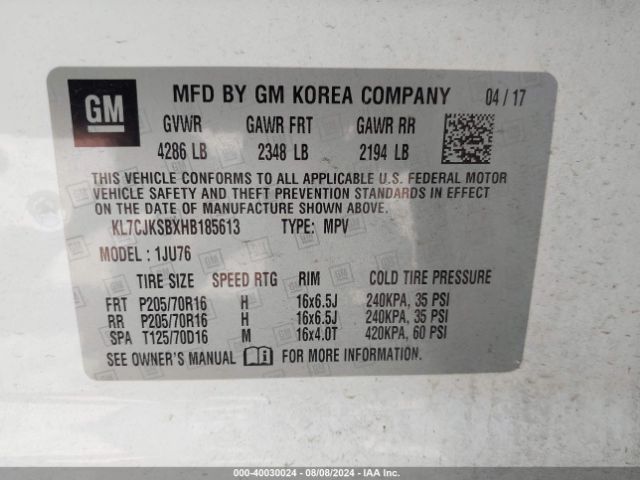 GM MFD BY GM KOREA COMPANY 04 / 17
GVWR GAWR FRT GAWR RR
4286 LB 2348 LB 2194 LB
THIS VEHICLE CONFORMS TO ALL APPLICABLE U.S. FEDERAL MOTOR
VEHICLE SAFETY AND THEFT PREVENTION STANDARDS IN EFFECT
ON THE DATE OF MANUFACTURE SHOWN ABOVE.
KL7CJKSBXHB185613 TYPE: MPV
MODEL : 1JU76
TIRE SIZE SPEED RTG RIM COLD TIRE PRESSURE
FRT P205/70R16 H 16x6.5J 240KPA, 35 PSI
RR P205/70R16 H 16x6.5J 240KPA, 35 PSI
SPA T125/70D16 M 16x4.0T 420KPA, 60 PSI
SEE OWNER'S MANUAL i FOR MORE INFORMATION.
000-40030024 - 08/08/2024 - IAA Inc.